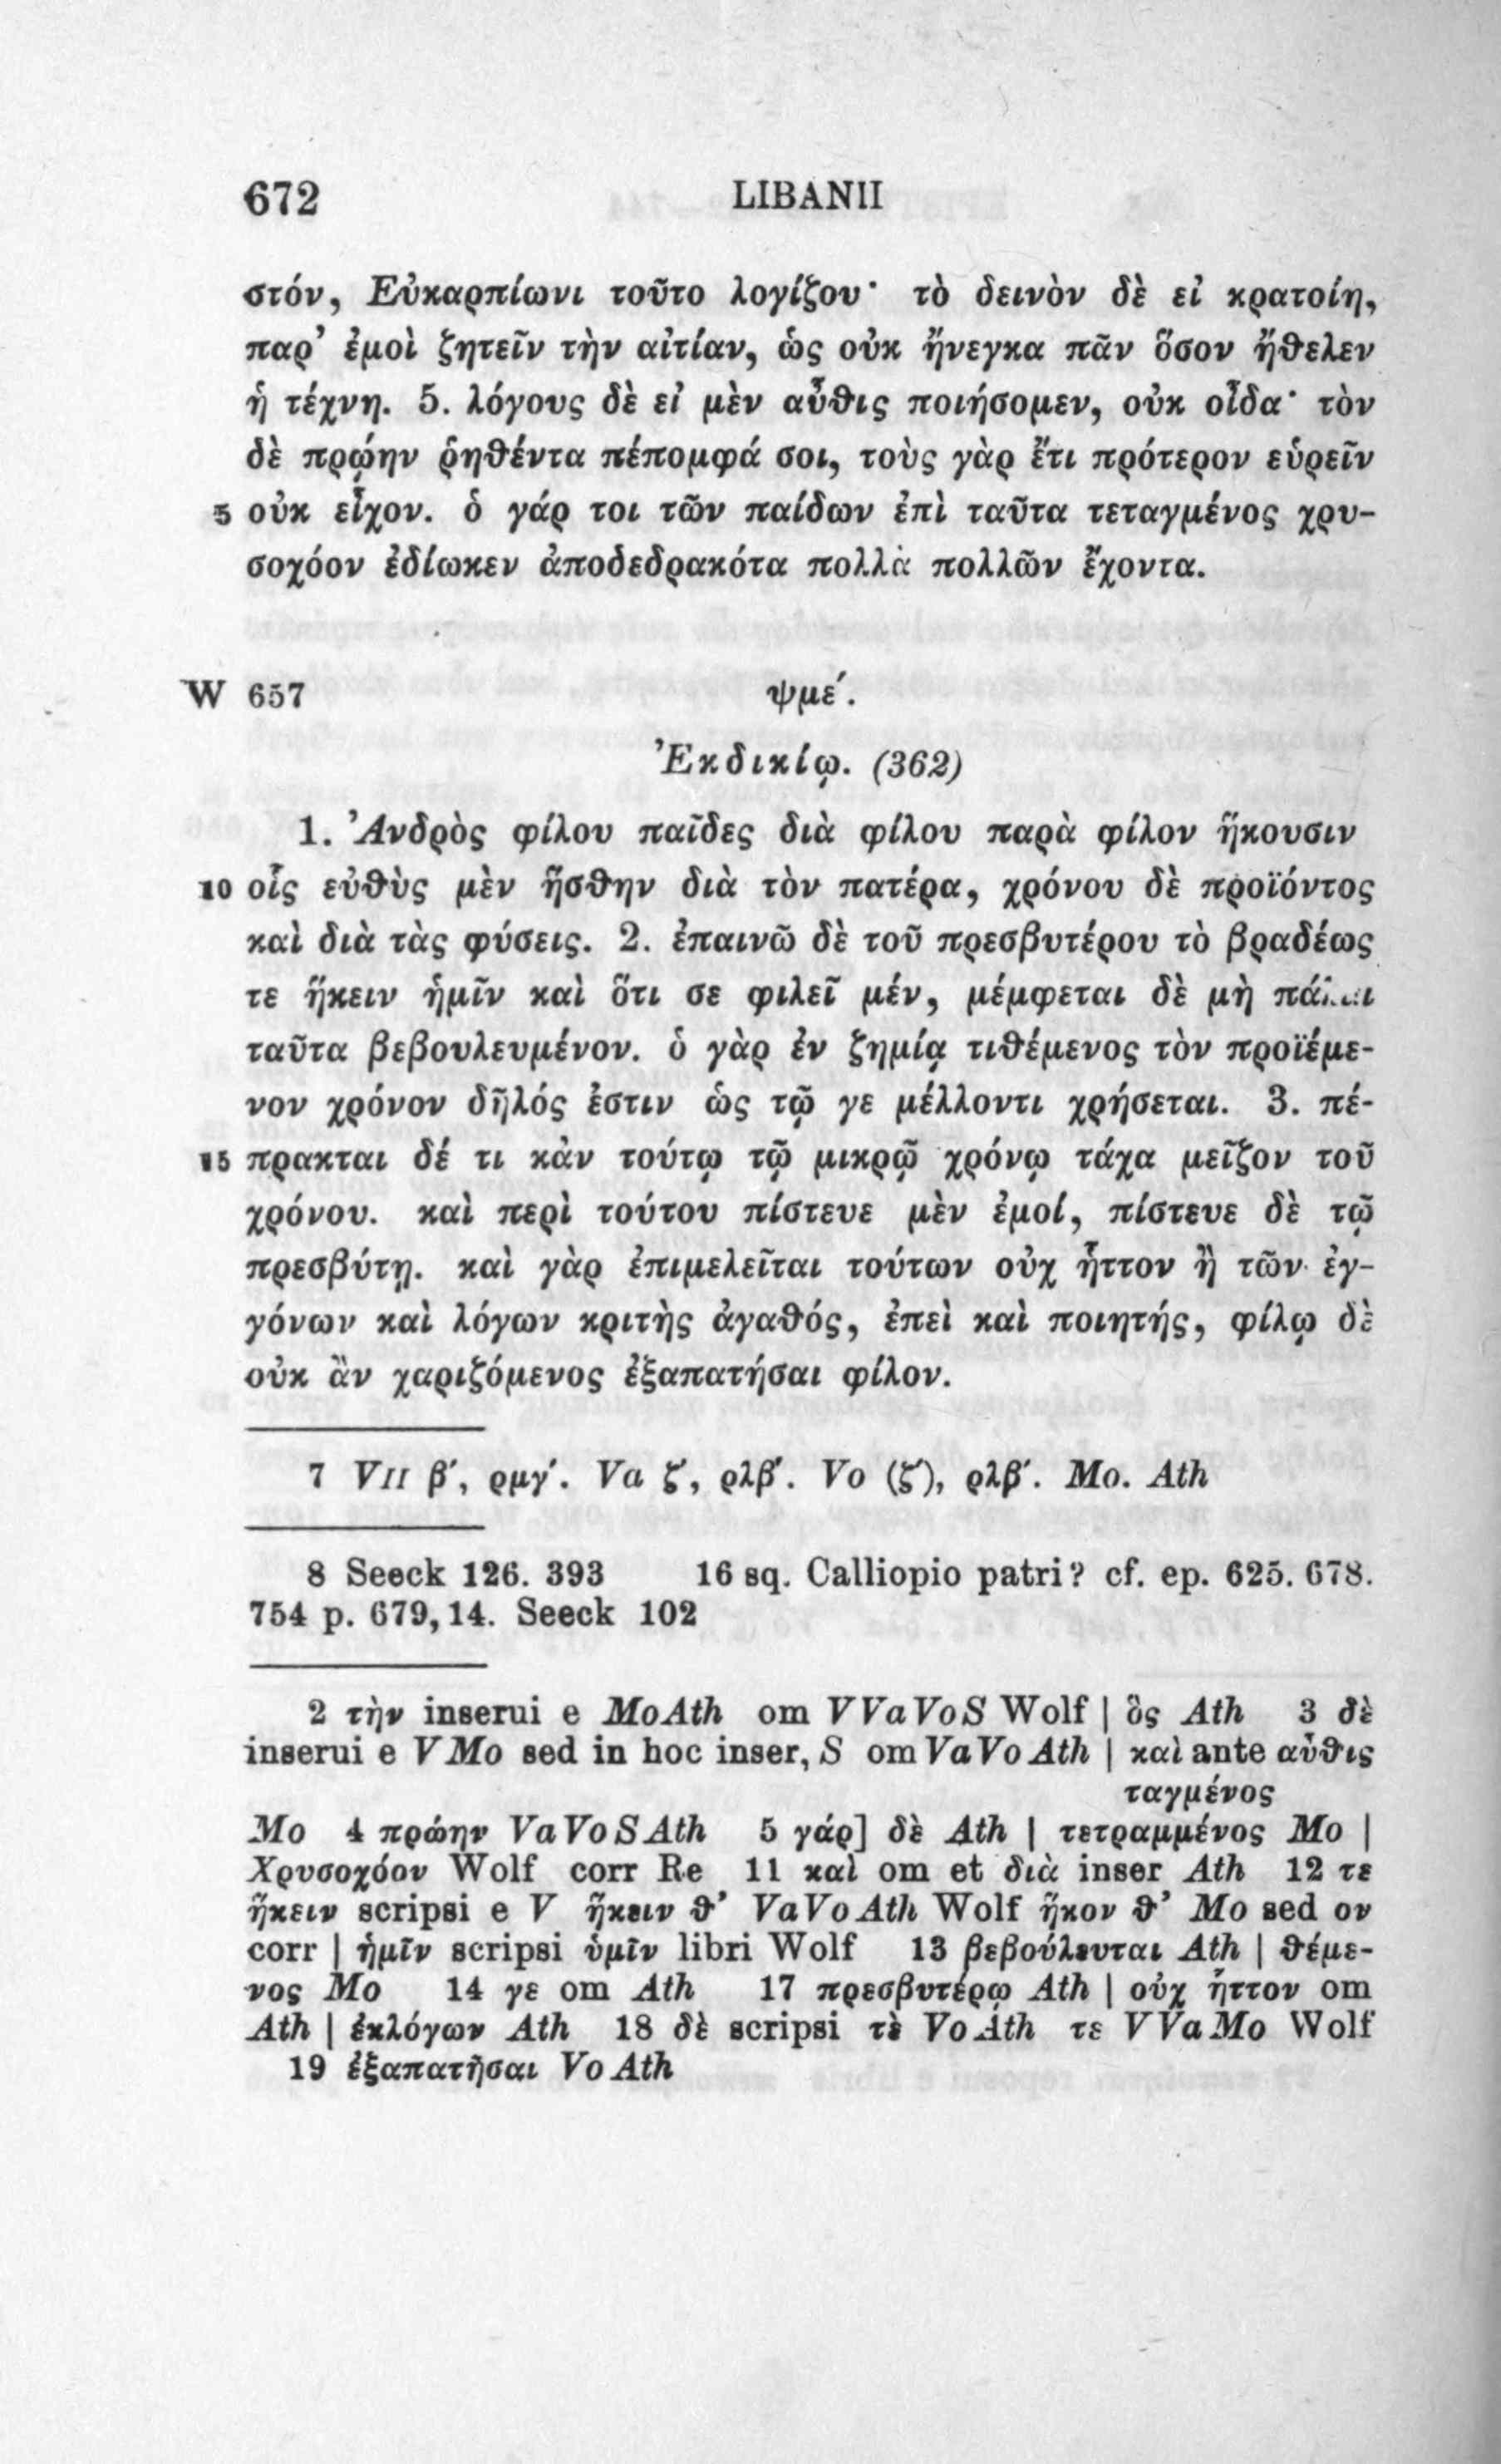 672 LIBANII
στόν, Εὐκαρπίωνι τοῦτο λογίζου· τὸ δεινὸν δὲ εἰ κρατοίη,
παρ' ἐμοὶ ζητεῖν τὴν αἰτίαν, ὡς οὐκ ἤνεγκα πᾶν ὅσον ἤθελεν
ἡ τέχνη. 5. λόγους δὲ εἰ μὲν αὖθις ποιήσομεν, οὐκ οἶδα· τὸν
δὲ πρῴην ῥηθέντα πέπομφά σοι, τοὺς γὰρ ἔτι πρότερον εὑρεῖν
5 οὐκ εἶχον. ὁ γάρ τοι τῶν παίδων ἐπὶ ταῦτα τεταγμένος χρυ-
σοχόον ἐδίωκεν ἀποδεδρακότα πολλὰ πολλῶν ἔχοντα.
W 657 ψμε΄.
Ἐκδικίῳ. (362)
1. Ἀνδρὸς φίλου παῖδες διὰ φίλου παρὰ φίλον ἥκουσιν
10 οἷς εὐθὺς μὲν ἥσθην διὰ τὸν πατέρα, χρόνου δὲ προϊόντος
καὶ διὰ τὰς φύσεις. 2. ἐπαινῶ δὲ τοῦ πρεσβυτέρου τὸ βραδέως
τε ἥκειν ἡμῖν καὶ ὅτι σε φιλεῖ μέν, μέμφεται δὲ μὴ πάλαι
ταῦτα βεβουλευμένον. ὁ γὰρ ἐν ζημίᾳ τιθέμενος τὸν προϊέμε-
νον χρόνον δῆλός ἐστιν ὡς τῷ γε μέλλοντι χρήσεται. 3. πέ-
15 πρακται δέ τι κἀν τούτῳ τῷ μικρῷ χρόνῳ τάχα μεῖζον τοῦ
χρόνου. καὶ περὶ τούτου πίστευε μὲν ἐμοί, πίστευε δὲ τῷ
πρεσβύτῃ. καὶ γὰρ ἐπιμελεῖται τούτων οὐχ ἧττον ἢ τῶν ἐγ-
γόνων καὶ λόγων κριτὴς ἀγαθός, ἐπεὶ καὶ ποιητής, φίλῳ δὲ
οὐκ ἂν χαριζόμενος ἐξαπατήσαι φίλον.
7 VII β΄, ρμγ΄. Va ζ΄, ρλβ΄. Vo (ζ΄), ρλβ΄. Mo. Ath
8 Seeck 126. 393 16 sq. Calliopio patri? cf. ep. 625. 678.
754 p. 679,14. Seeck 102
2 τὴν inserui e MoAth om VVaVoS Wolf | ὃς Ath 3 δὲ
inserui e VMo sed in hoc inser, S om VaVo Ath | καὶ ante αὖθις
ταγμένος
Mo 4 πρώην VaVoSAth 5 γάρ] δὲ Ath | τετραμμένος Mo |
Χρυσοχόον Wolf corr Re 11 καὶ om et διὰ inser Ath 12 τε
ἥκειν scripsi e V ἥκειν θ' VaVoAth Wolf ἥκον θ' Mo sed ον
corr | ἡμῖν scripsi ὑμῖν libri Wolf 13 βεβούλευται Ath | θέμε-
νος Mo 14 γε om Ath 17 πρεσβυτέρῳ Ath | οὐχ ἧττον om
Ath | ἐκλόγων Ath 18 δὲ scripsi τὲ VoAth τε VVaMo Wolf
19 ἐξαπατῆσαι VoAth